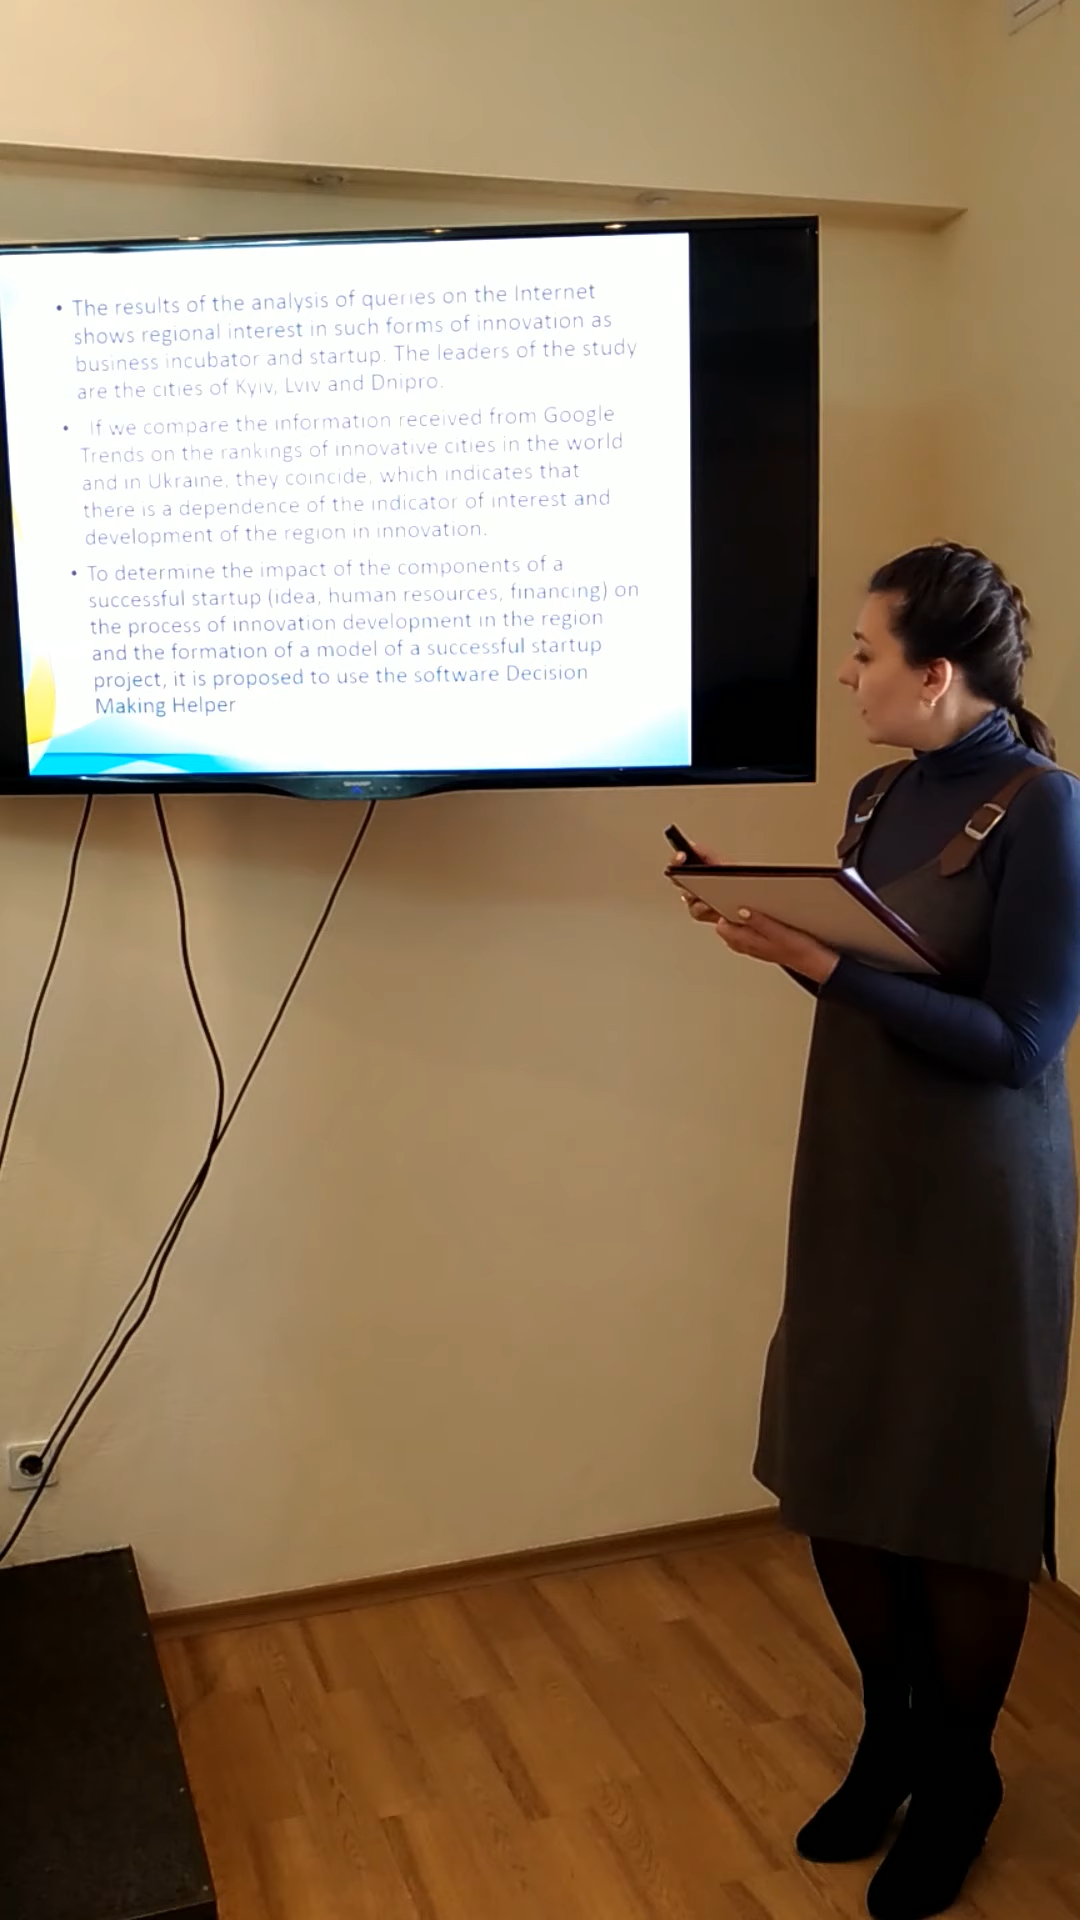 • The results of the analysis of queries on the Internet
shows regional interest in such forms of innovation as
business incubator and startup. The leaders of the study
are the cities of Kyiv, Lviv and Dnipro.
• If we compare the information received from Google
Trends on the rankings of innovative cities in the world
and in Ukraine, they coincide, which indicates that
there is a dependence of the indicator of interest and
development of the region in innovation.
• To determine the impact of the components of a
successful startup (idea, human resources, financing) on
the process of innovation development in the region
and the formation of a model of a successful startup
project, it is proposed to use the software Decision
Making Helper
SHARP